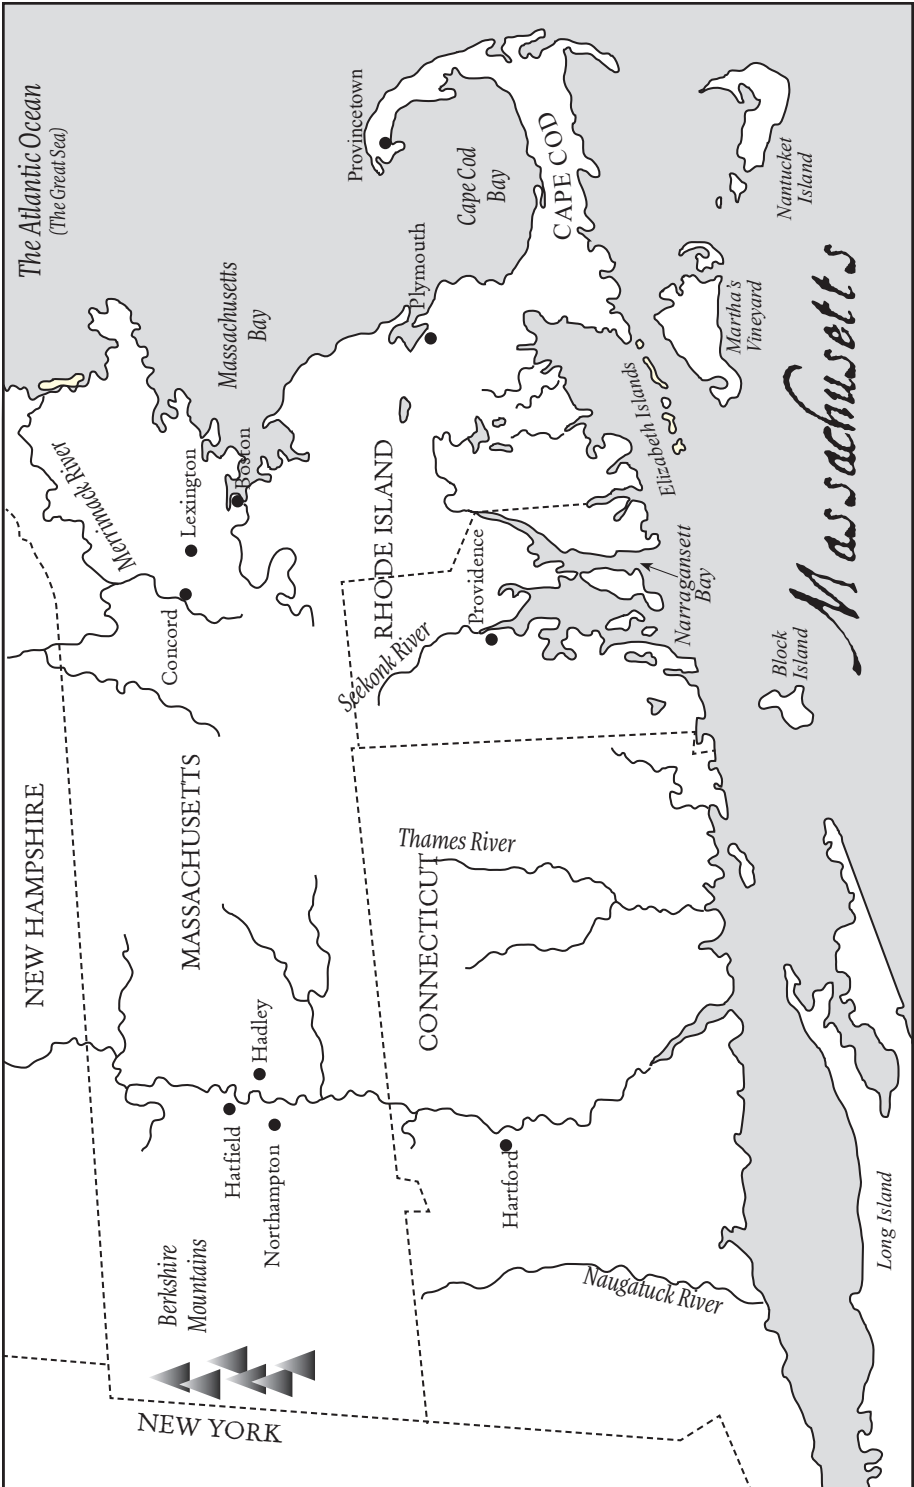 The Atlantic Ocean
(The Great Sea)
NEW HAMPSHIRE
Merrimack River
Massachusetts
Bay
Provincetown
Cape Cod
Bay
Plymouth
CAPE COD
Nantucket
Island
Martha's
Vineyard
Elizabeth Islands
Lexington
Boston
Concord
MASSACHUSETTS
RHODE ISLAND
Providence
Seekonk River
Narragansett
Bay
Block
Island
Massachusetts
Thames River
CONNECTICUT
Hadley
Hatfield
Northampton
Hartford
Berkshire
Mountains
Naugatuck River
Long Island
NEW YORK